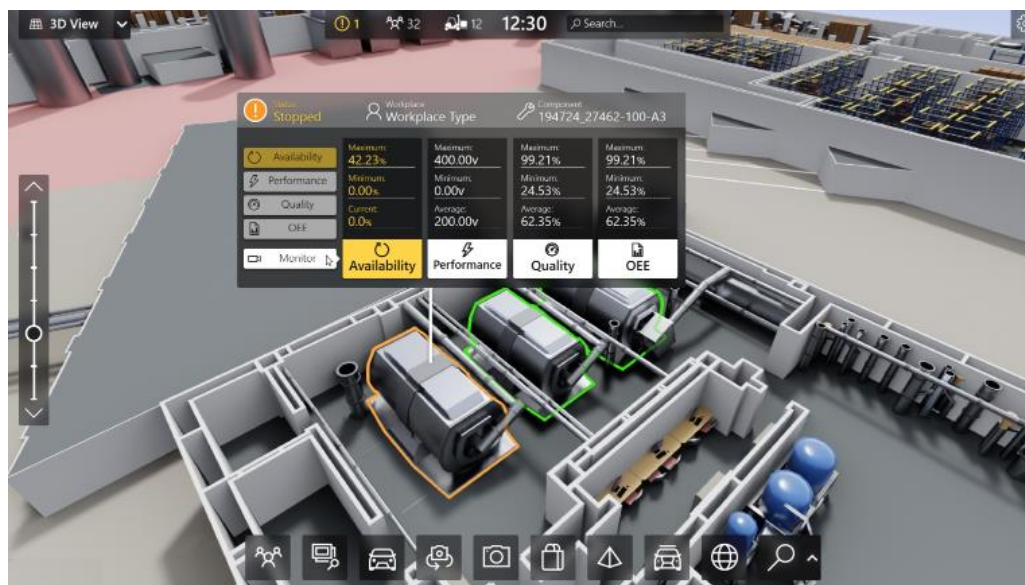 3D View
1
32
12
12:30
Search...
Status
Stopped
Workplace
Workplace Type
Component
194724_27462-100-A3
Availability
Performance
Quality
OEE
Monitor
Maximum:
42.23%
Minimum:
0.00%
Current:
0.0%
Availability
Maximum:
400.00v
Minimum:
0.00v
Average:
200.00v
Performance
Maximum:
99.21%
Minimum:
24.53%
Average:
62.35%
Quality
Maximum:
99.21%
Minimum:
24.53%
Average:
62.35%
OEE